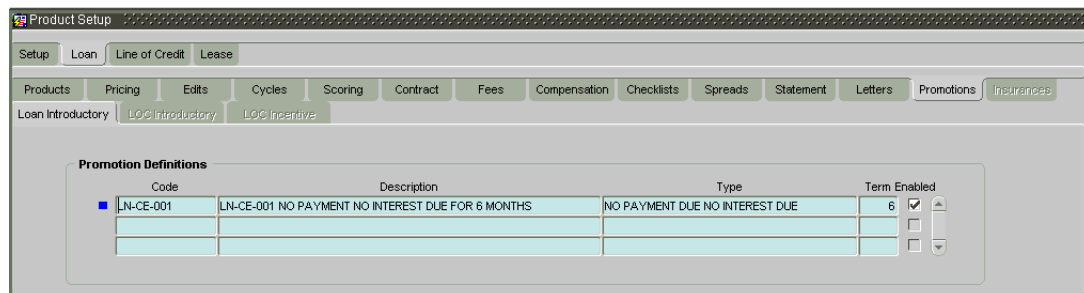 Product Setup
Setup Loan Line of Credit Lease
Products Pricing Edits Cycles Scoring Contract Fees Compensation Checklists Spreads Statement Letters Promotions Insurances
Loan Introductory LOC Introductory LOC Incentive
Promotion Definitions
Code Description Type Term Enabled
LN-CE-001 LN-CE-001 NO PAYMENT NO INTEREST DUE FOR 6 MONTHS NO PAYMENT DUE NO INTEREST DUE 6